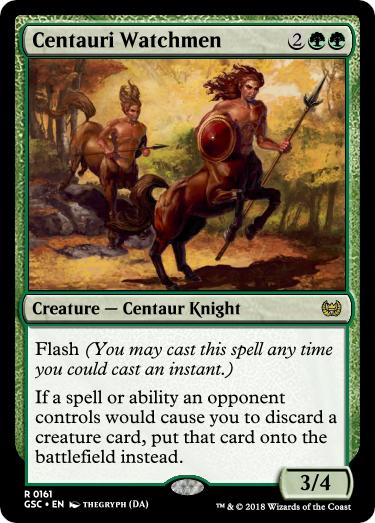 Centauri Watchmen 2
Creature — Centaur Knight
Flash (You may cast this spell any time
you could cast an instant.)
If a spell or ability an opponent
controls would cause you to discard a
creature card, put that card onto the
battlefield instead.
3/4
R 0161
GSC • EN THEGRYPH (DA)
™ & © 2018 Wizards of the Coast